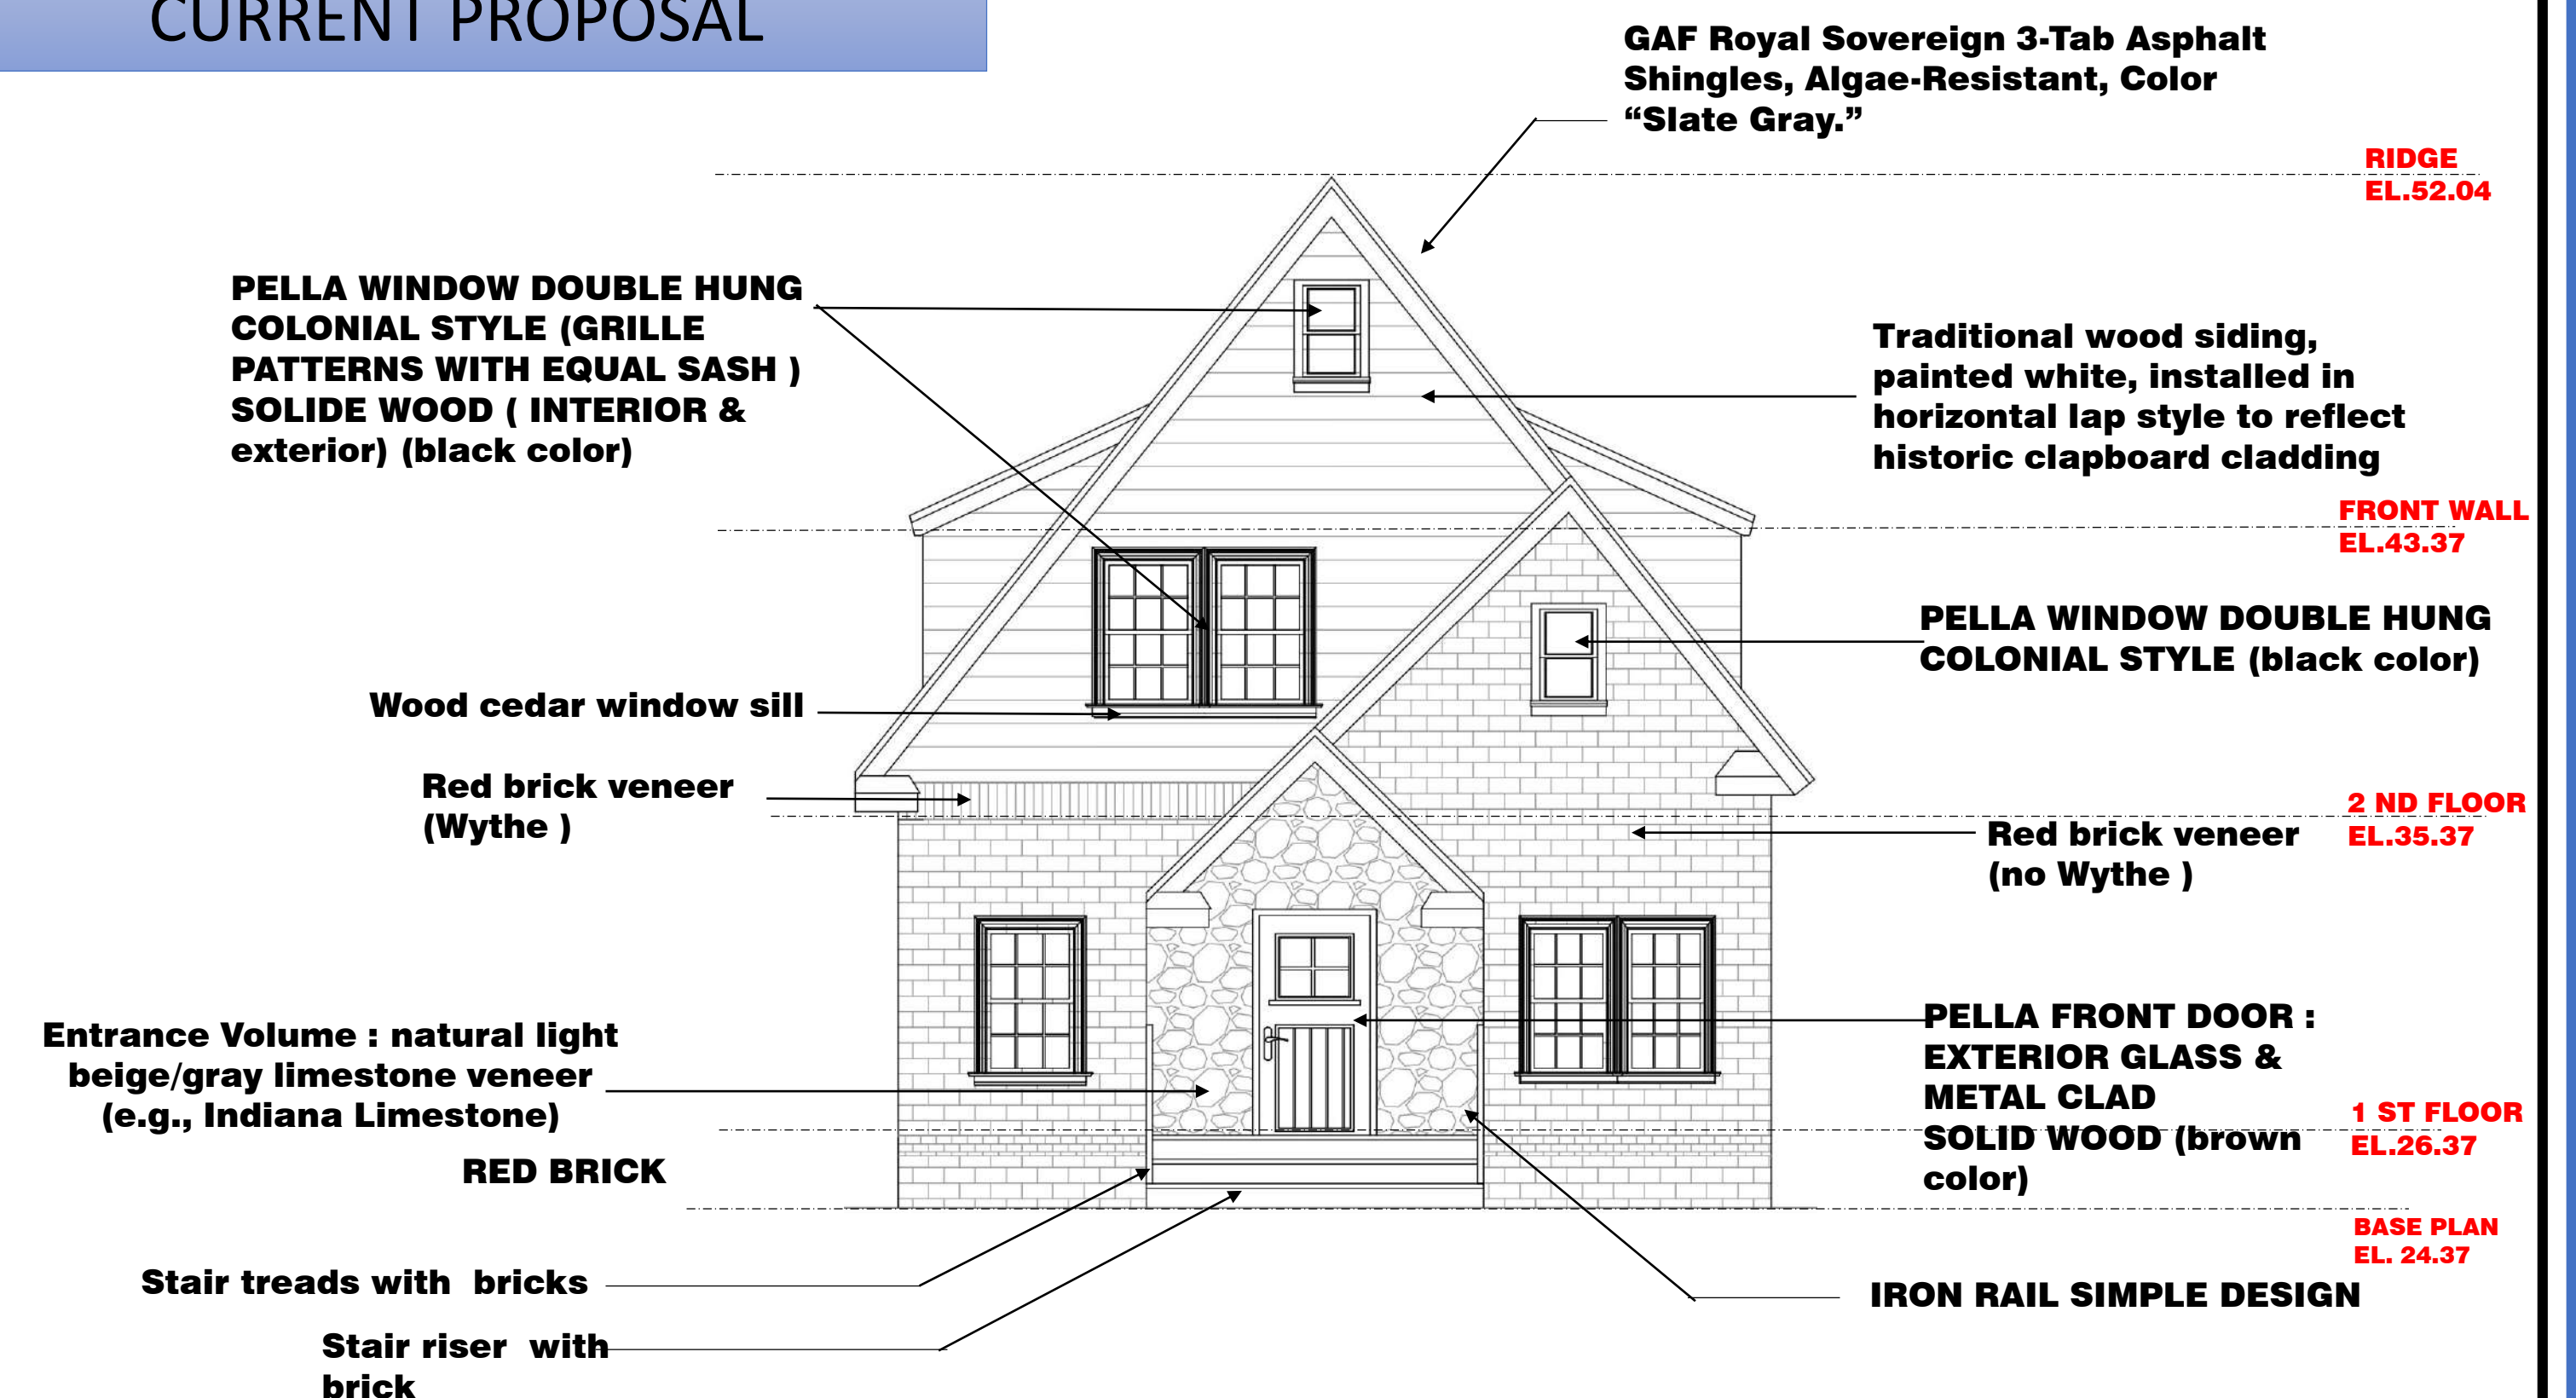 CURRENT PROPOSAL
GAF Royal Sovereign 3-Tab Asphalt
Shingles, Algae-Resistant, Color
“Slate Gray.”
RIDGE
EL.52.04
PELLA WINDOW DOUBLE HUNG
COLONIAL STYLE (GRILLE
PATTERNS WITH EQUAL SASH )
SOLIDE WOOD ( INTERIOR &
exterior) (black color)
Traditional wood siding,
painted white, installed in
horizontal lap style to reflect
historic clapboard cladding
FRONT WALL
EL.43.37
PELLA WINDOW DOUBLE HUNG
COLONIAL STYLE (black color)
Wood cedar window sill
Red brick veneer
(Wythe )
2 ND FLOOR
EL.35.37
Red brick veneer
(no Wythe )
Entrance Volume : natural light
beige/gray limestone veneer
(e.g., Indiana Limestone)
PELLA FRONT DOOR :
EXTERIOR GLASS &
METAL CLAD
SOLID WOOD (brown
color)
1 ST FLOOR
EL.26.37
RED BRICK
BASE PLAN
EL. 24.37
Stair treads with  bricks
IRON RAIL SIMPLE DESIGN
Stair riser  with
brick